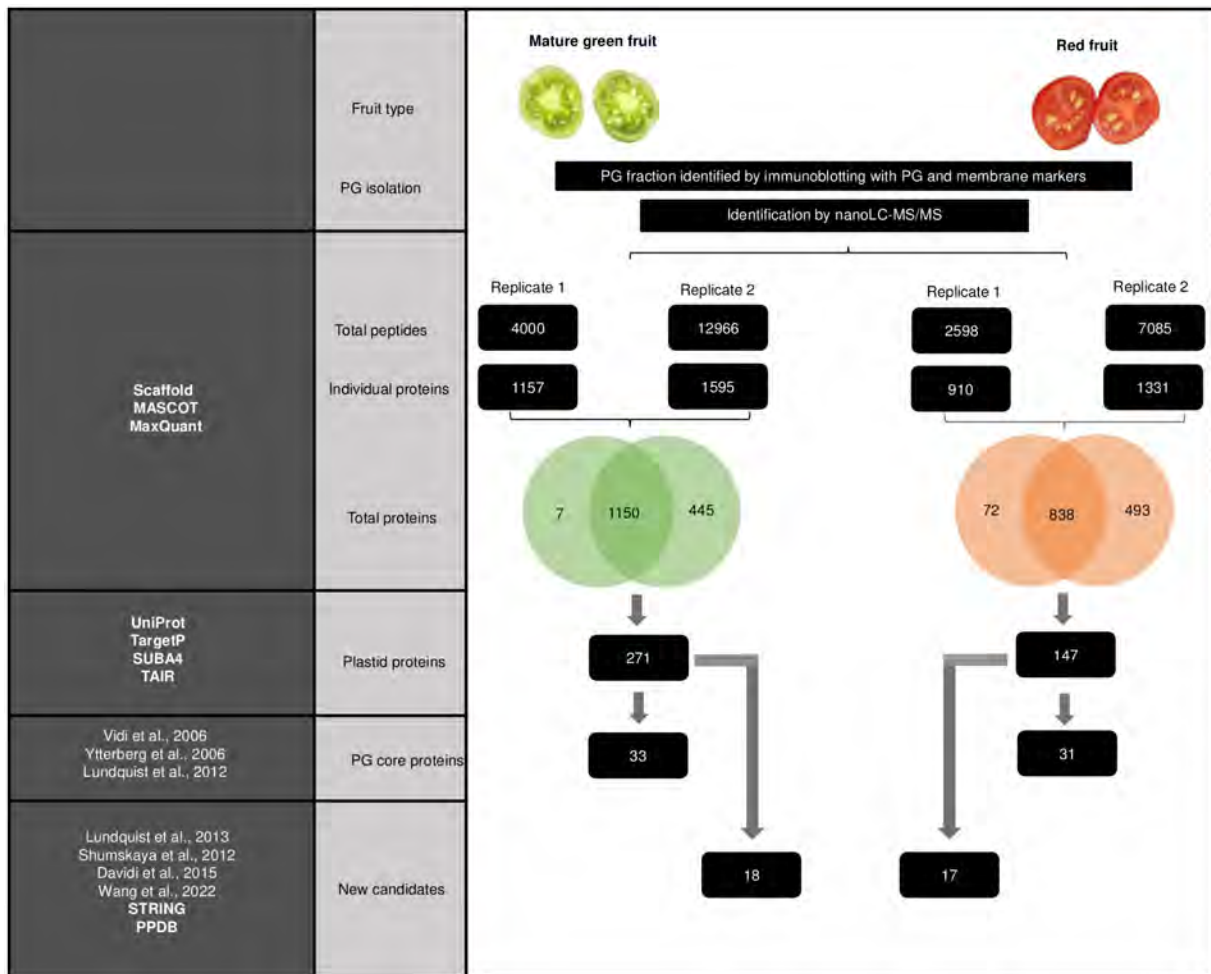 Mature green fruit
Red fruit
Fruit type
PG isolation
PG fraction identified by immunoblotting with PG and membrane markers
Identification by nanoLC-MS/MS
Replicate 1
Replicate 2
Replicate 1
Replicate 2
Scaffold
MASCOT
MaxQuant
Total peptides
4000
12966
2598
7085
Individual proteins
1157
1595
910
1331
Total proteins
7
1150
445
72
838
493
UniProt
TargetP
SUBA4
TAIR
Plastid proteins
271
147
Vidi et al., 2006
Ytterberg et al., 2006
Lundquist et al., 2012
PG core proteins
33
31
Lundquist et al., 2013
Shumskaya et al., 2012
Davidi et al., 2015
Wang et al., 2022
STRING
PPDB
New candidates
18
17